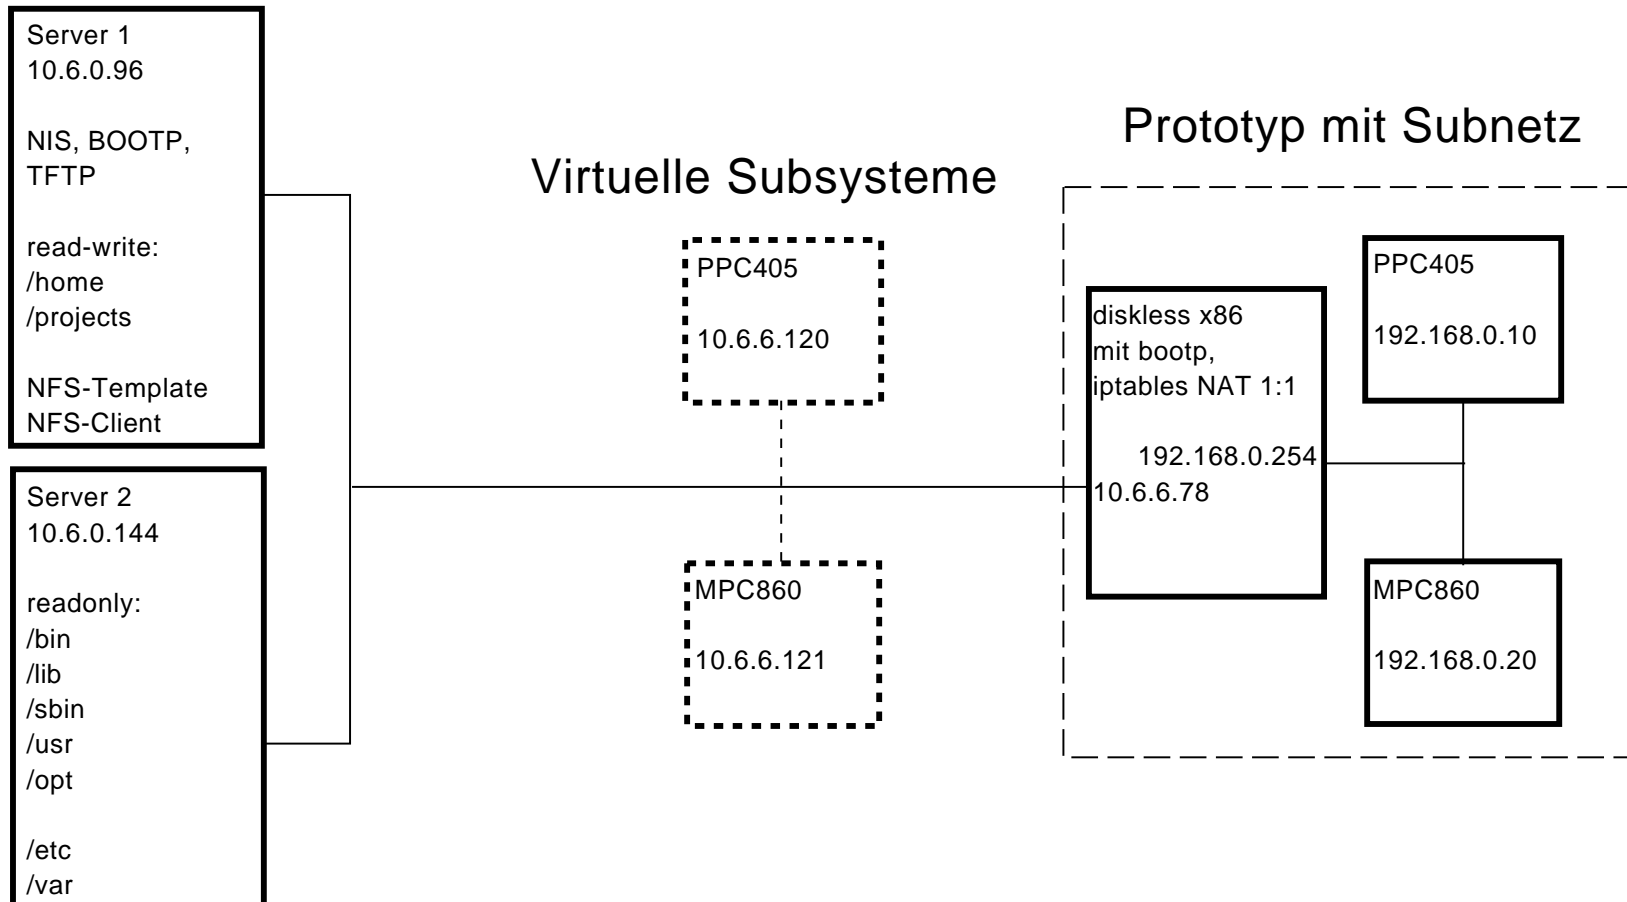 Server 1
10.6.0.96
NIS, BOOTP,
TFTP
read-write:
/home
/projects
NFS-Template
NFS-Client
Server 2
10.6.0.144
readonly:
/bin
/lib
/sbin
/usr
/opt
/etc
/var
Virtuelle Subsysteme
PPC405
10.6.6.120
MPC860
10.6.6.121
Prototyp mit Subnetz
diskless x86
mit bootp,
iptables NAT 1:1
192.168.0.254
10.6.6.78
PPC405
192.168.0.10
MPC860
192.168.0.20